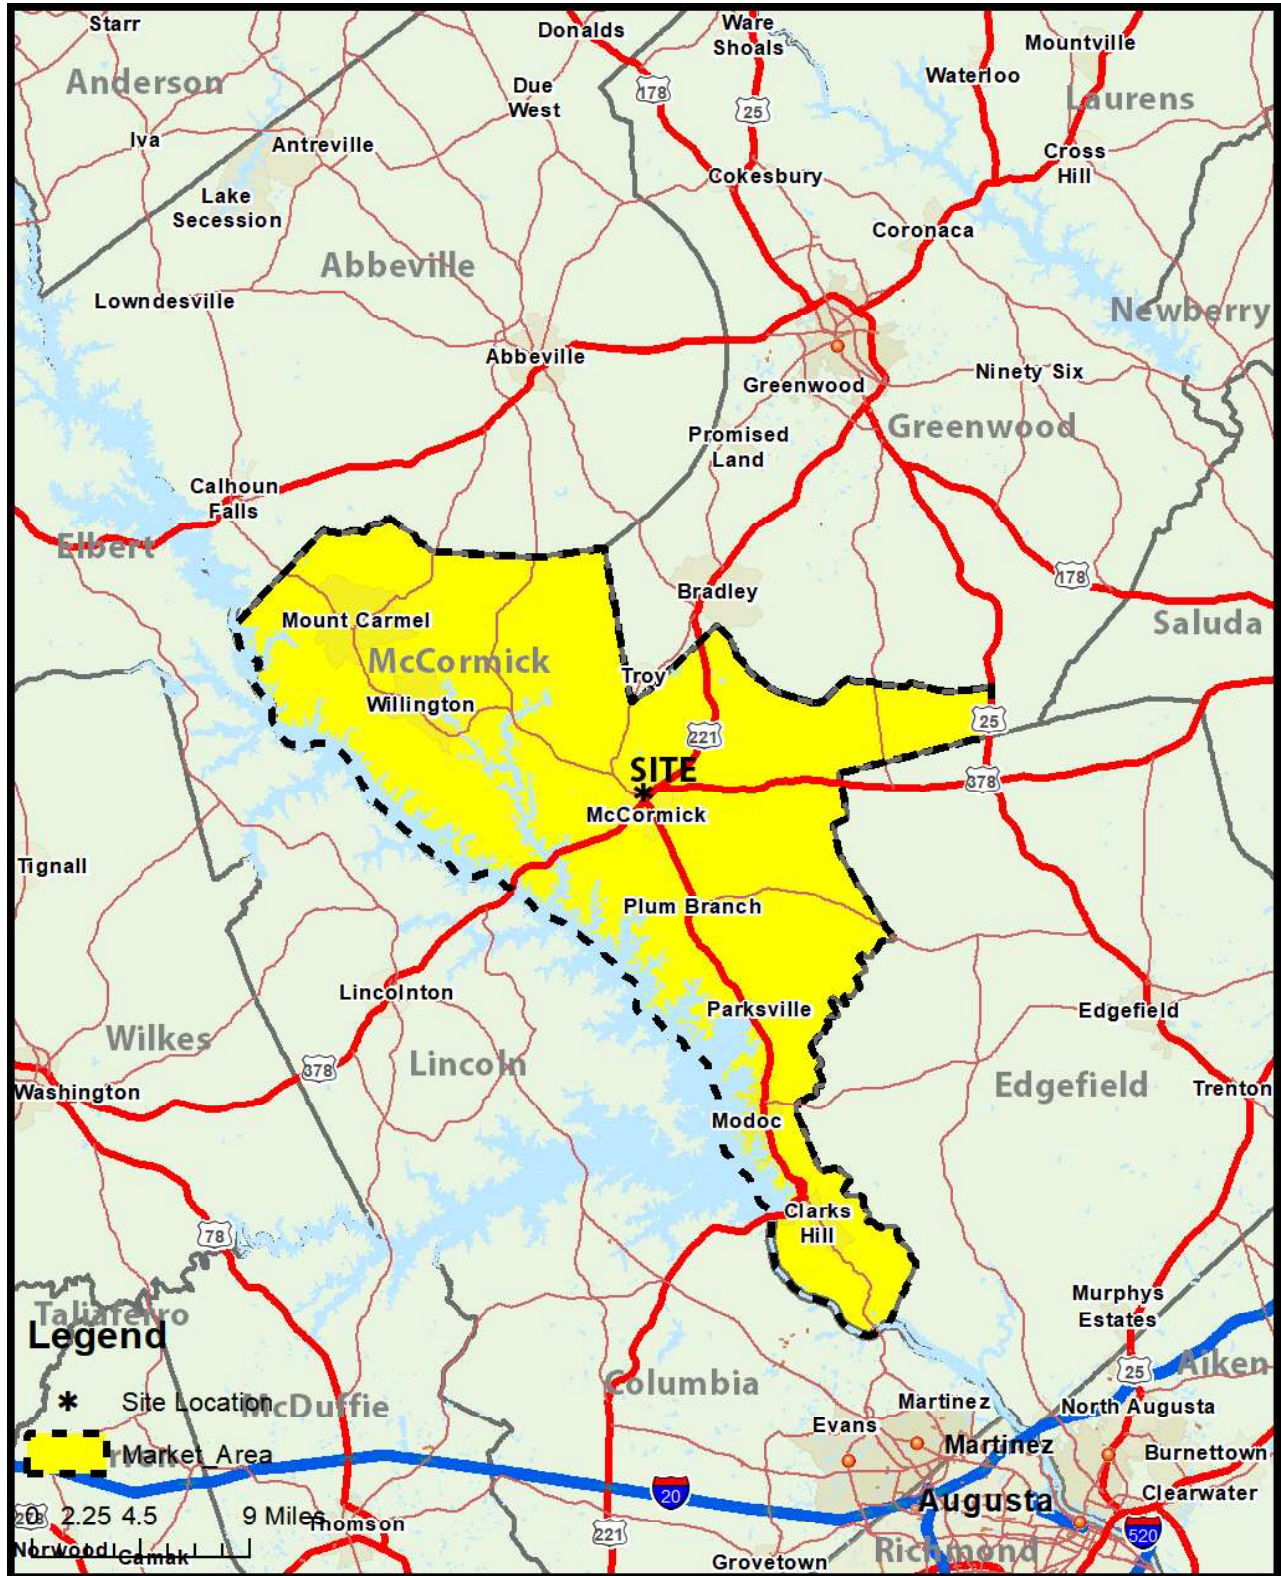 Starr
Donalds
Ware
Shoals
Mountville
Anderson
Due
West
178
25
Waterloo
Laurens
Iva
Antreville
Cokesbury
Cross
Hill
Lake
Secession
Coronaca
Abbeville
Lowndesville
Newberry
Abbeville
Greenwood
Ninety Six
Promised
Land
Greenwood
Calhoun
Falls
Elbert
178
Bradley
Mount Carmel
Saluda
McCormick
Troy
Willington
25
221
SITE
378
McCormick
Tignall
Plum Branch
Lincolnton
Parksville
Edgefield
Wilkes
Lincoln
378
Edgefield
Washington
Trenton
Modoc
Clarks
Hill
78
Taliaferro
Murphys
Estates
Legend
25
Aiken
Columbia
Site Location
McDuffie
Martinez
North Augusta
Evans
Market_Area
Martinez
Burnettown
20
Augusta
Clearwater
0 2.25 4.5 9 Miles
Thomson
221
520
Norwood
Camak
Grovetown
Richmond